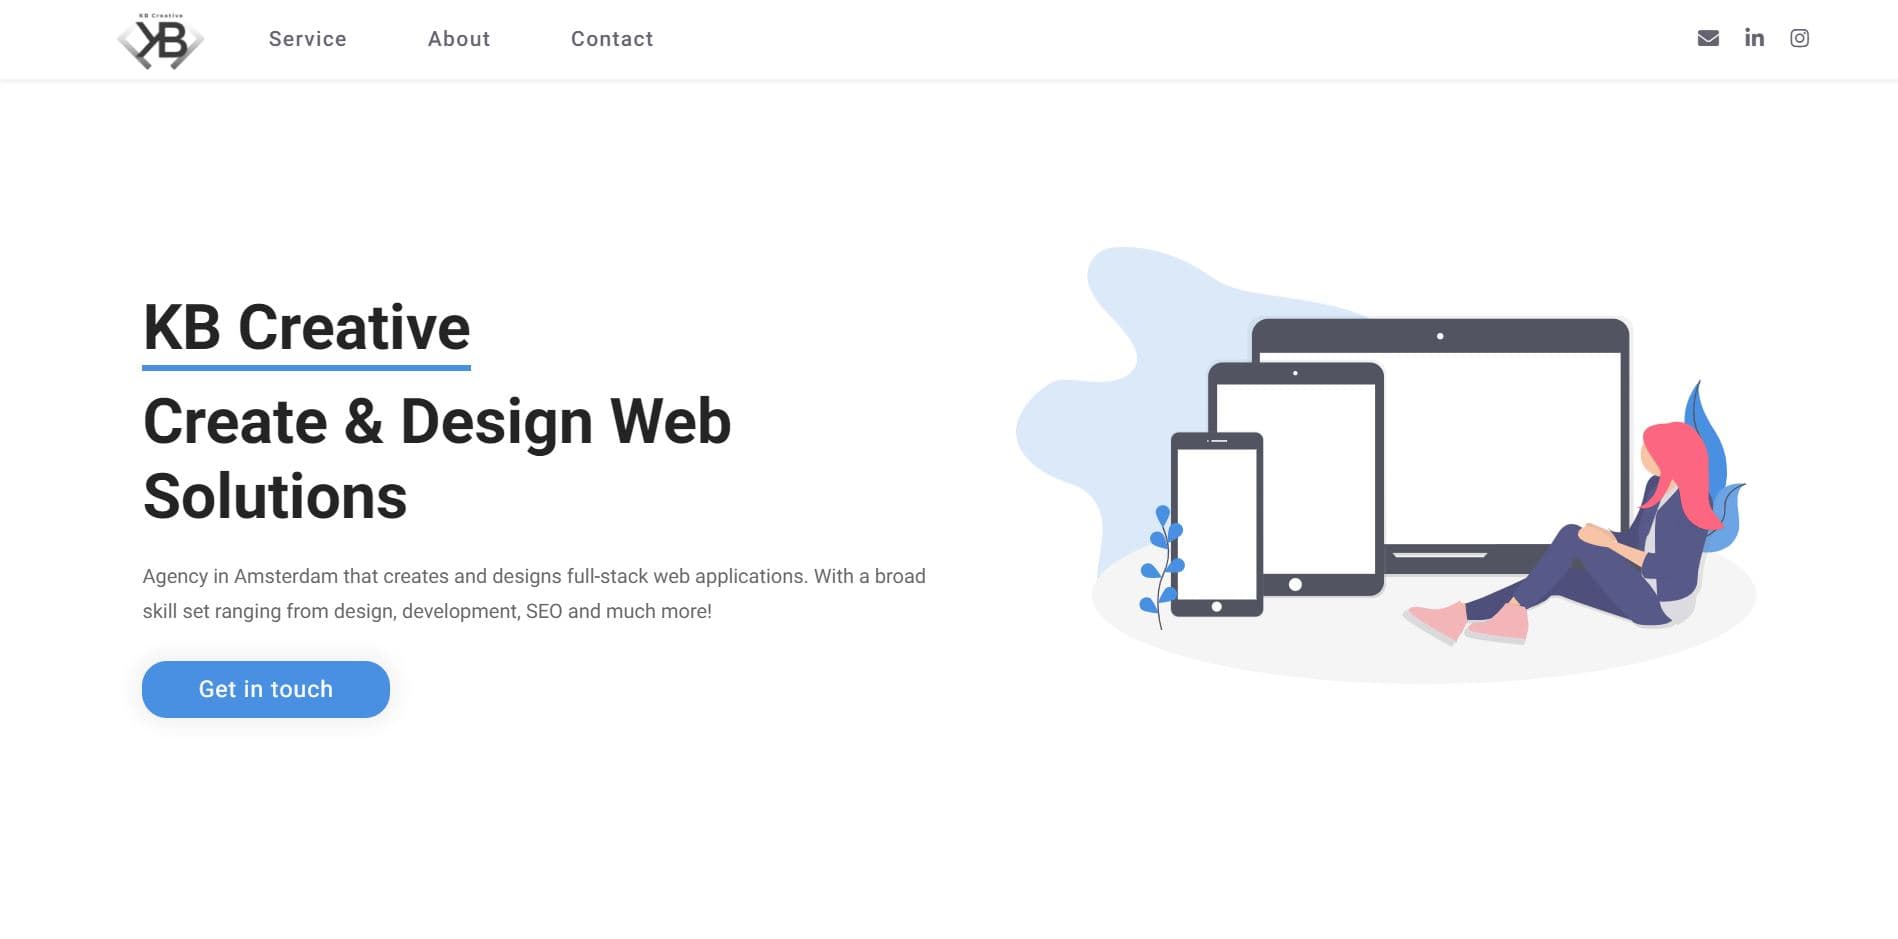 KB Creative
KB
Service
About
Contact
KB Creative
Create & Design Web
Solutions
Agency in Amsterdam that creates and designs full-stack web applications. With a broad
skill set ranging from design, development, SEO and much more!
Get in touch